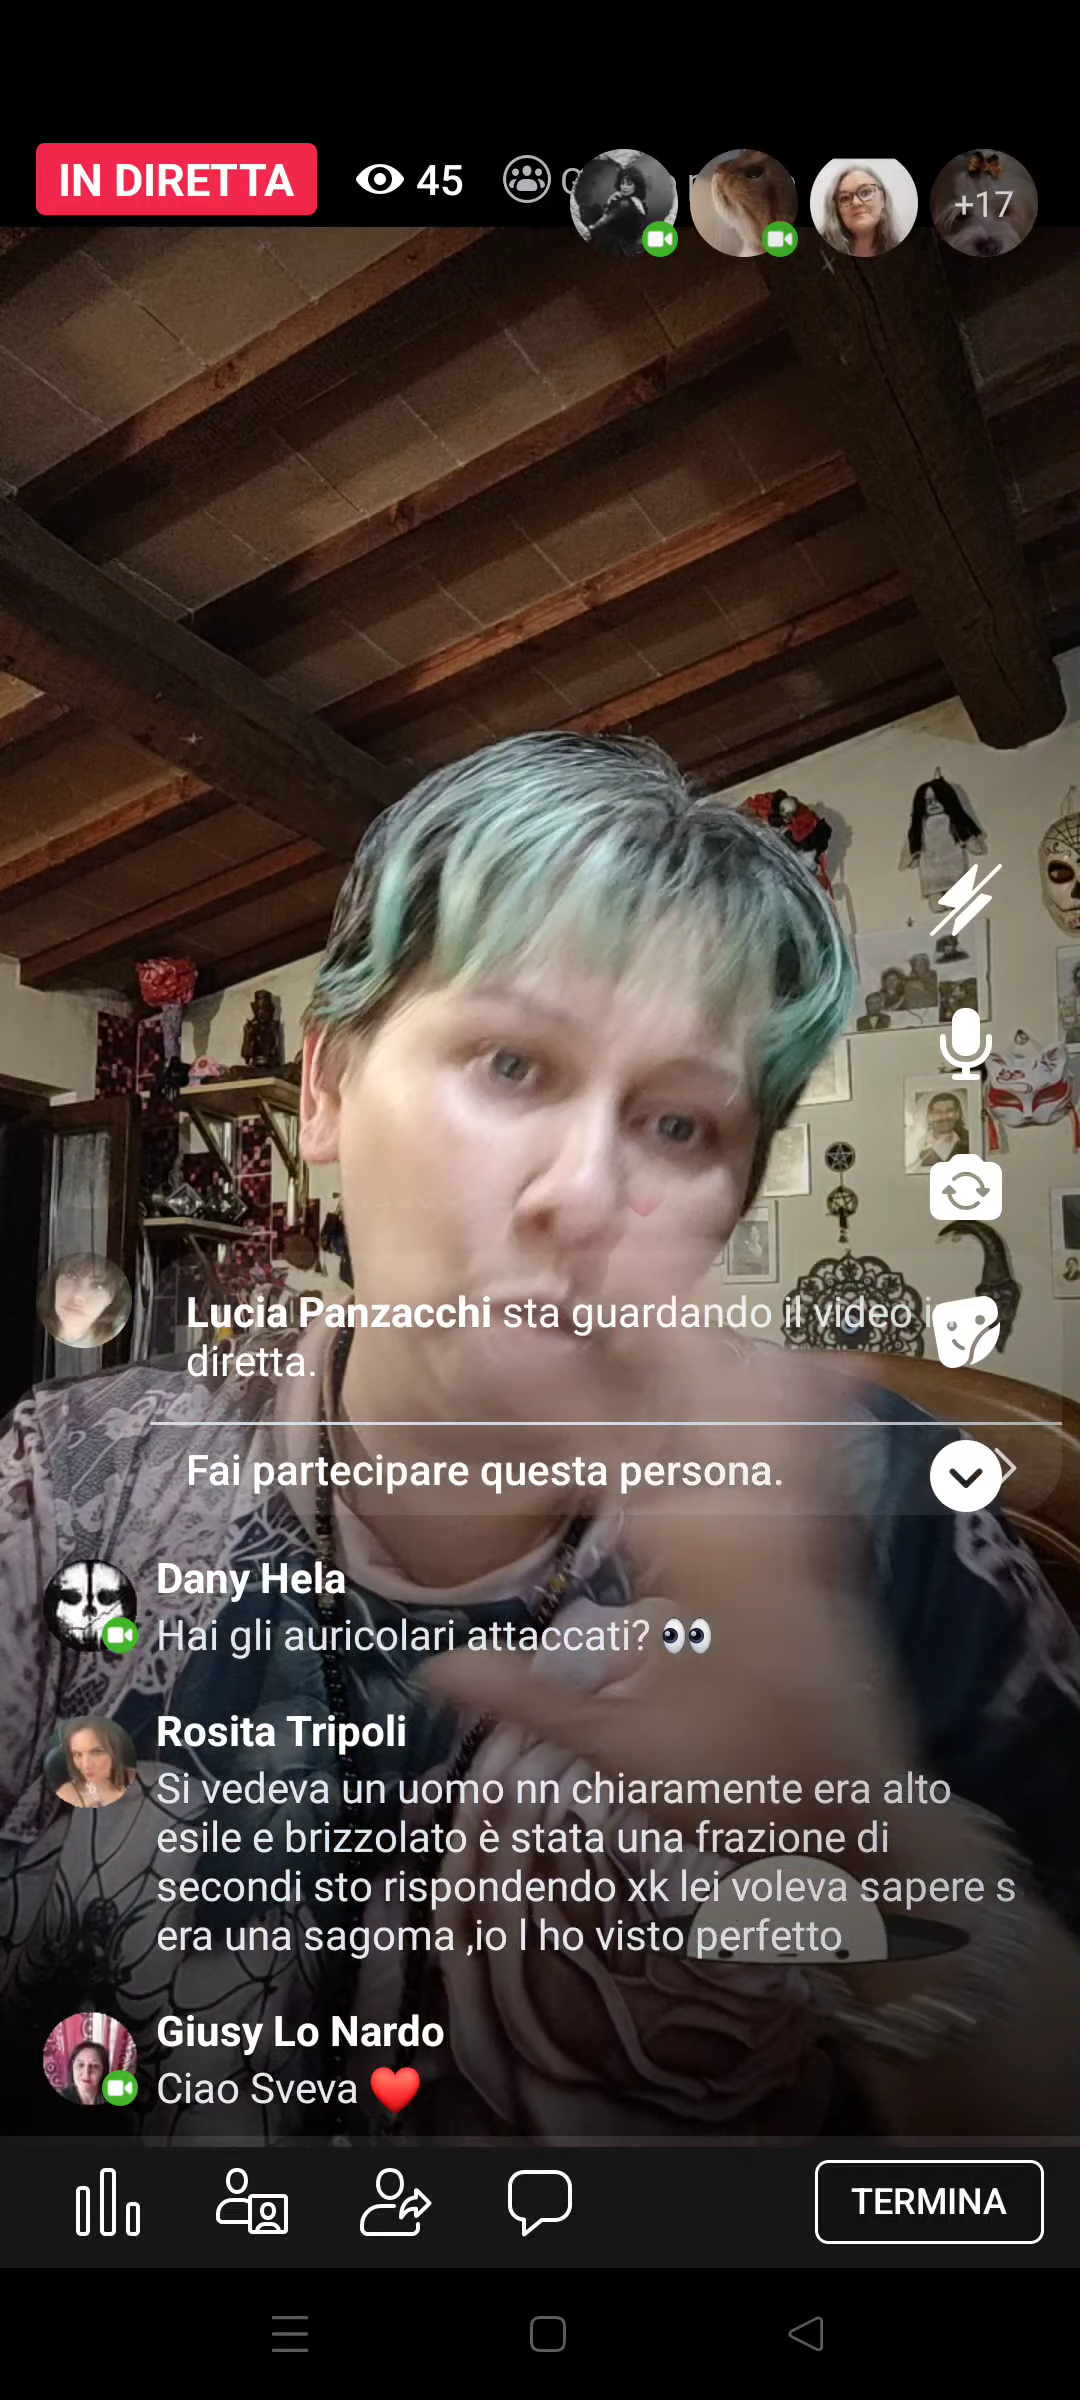 IN DIRETTA
45
+17
Lucia Panzacchi sta guardando il video
diretta.
Fai partecipare questa persona.
Dany Hela
Hai gli auricolari attaccati? 👀
Rosita Tripoli
Si vedeva un uomo nn chiaramente era alto
esile e brizzolato è stata una frazione di
secondi sto rispondendo xk lei voleva sapere s
era una sagoma ,io l ho visto perfetto
Giusy Lo Nardo
Ciao Sveva ❤️
TERMINA